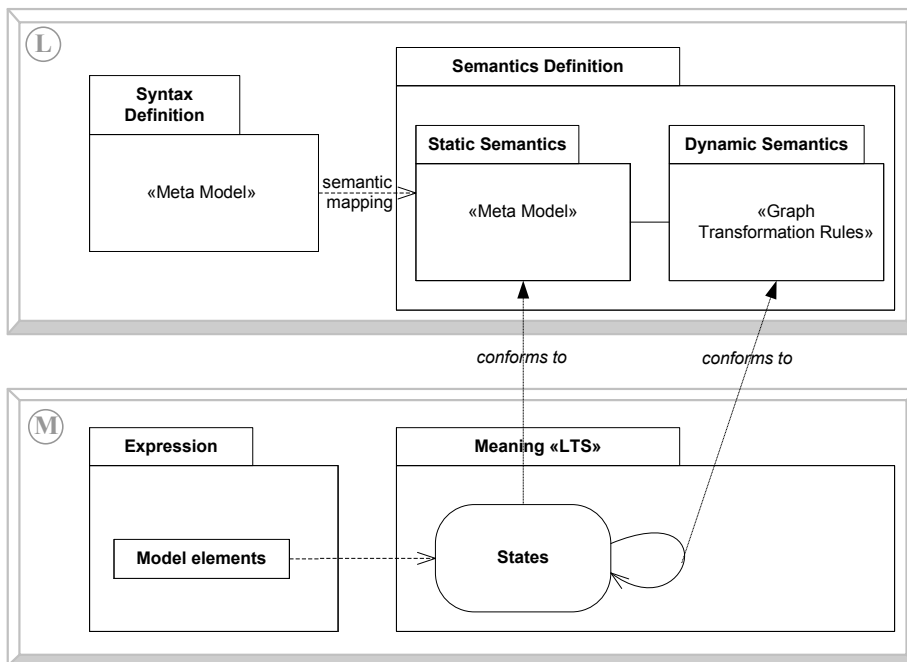 L
Semantics Definition
Syntax
Definition
Static Semantics
Dynamic Semantics
«Meta Model»
semantic
mapping
«Meta Model»
«Graph
Transformation Rules»
conforms to
conforms to
M
Expression
Meaning «LTS»
Model elements
States